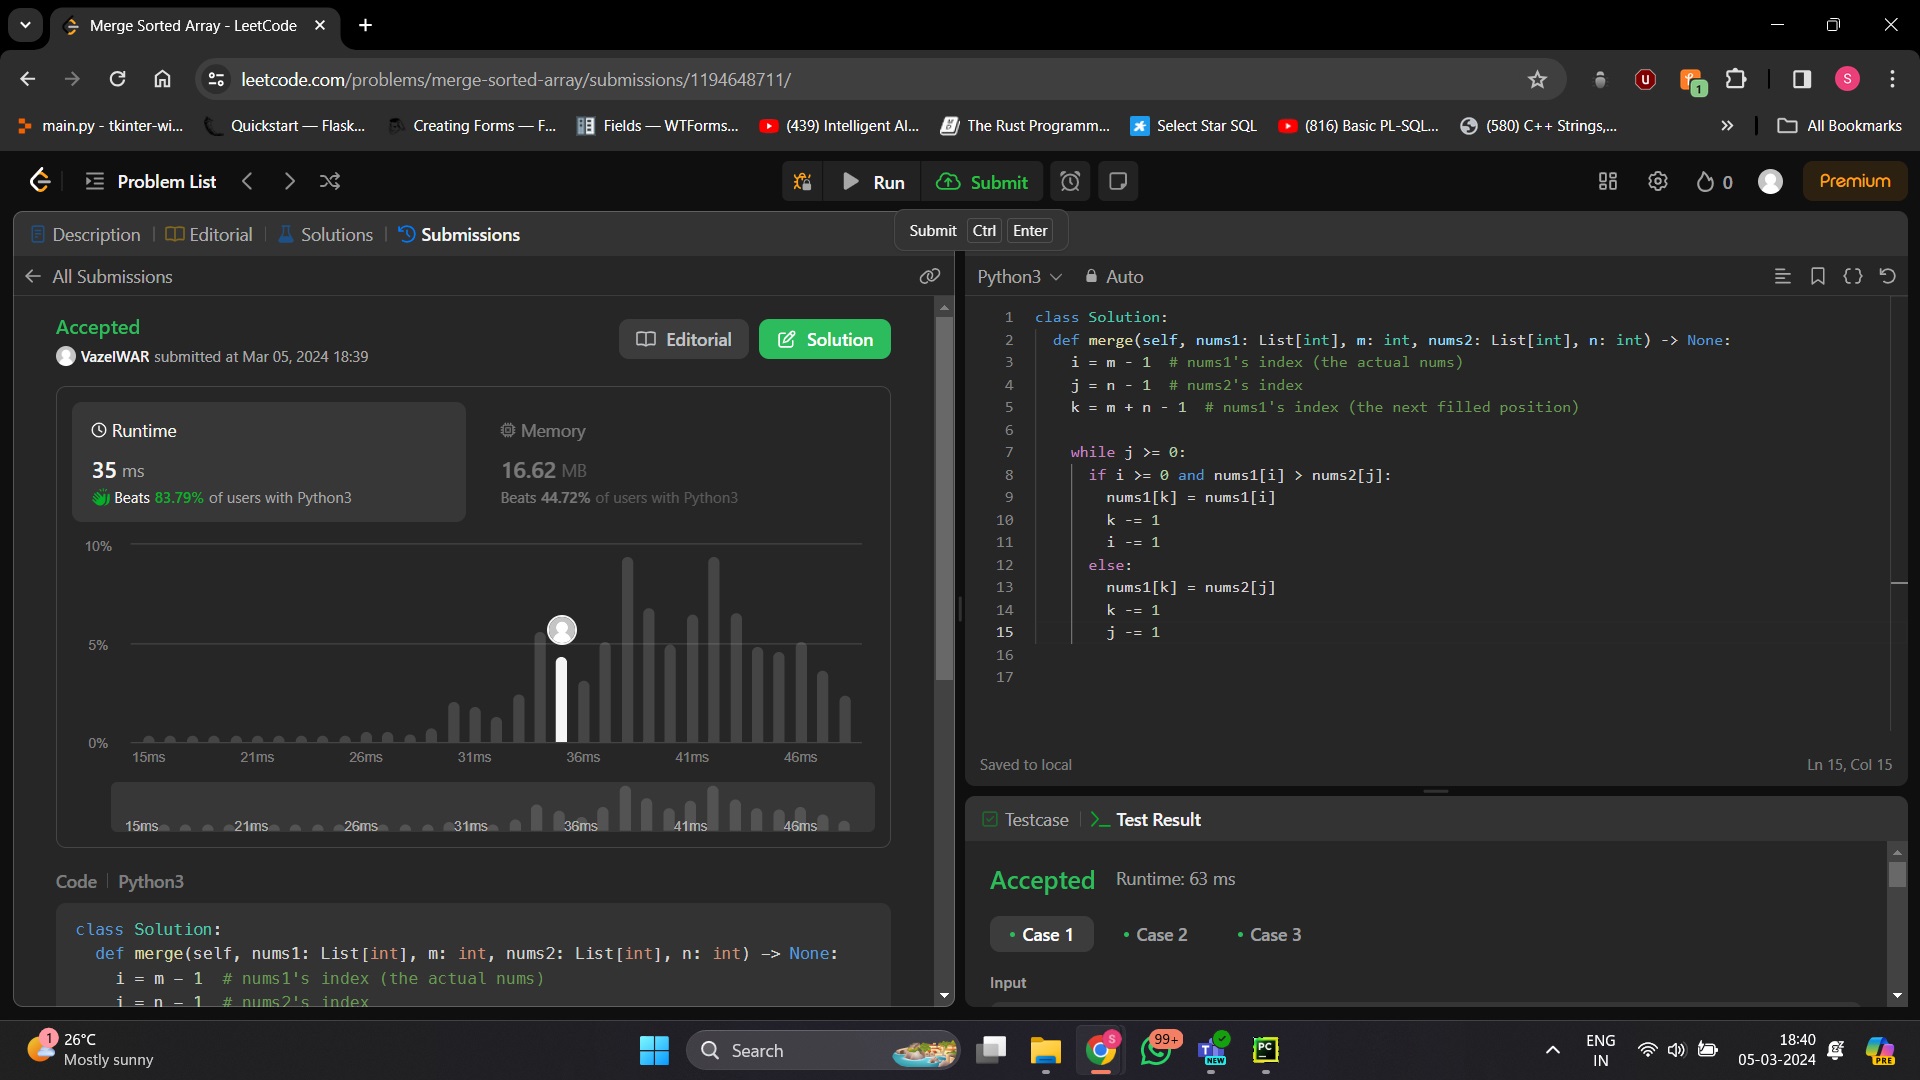 Merge Sorted Array - LeetCode
leetcode.com/problems/merge-sorted-array/submissions/1194648711/
U
1
S
main.py - tkinter-wi...
Quickstart — Flask...
Creating Forms — F...
Fields — WTForms...
(439) Intelligent AI...
The Rust Programm...
Select Star SQL
(816) Basic PL-SQL...
(580) C++ Strings,...
All Bookmarks
Problem List
Run
Submit
0
Premium
Description
Editorial
Solutions
Submissions
Submit Ctrl Enter
All Submissions
Accepted
VazelWAR submitted at Mar 05, 2024 18:39
Editorial
Solution
Runtime
35 ms
Beats 83.79% of users with Python3
Memory
16.62 MB
Beats 44.72% of users with Python3
10%
5%
0%
15ms 21ms 26ms 31ms 36ms 41ms 46ms
15ms 21ms 26ms 31ms 36ms 41ms 46ms
Code Python3
class Solution:
def merge(self, nums1: List[int], m: int, nums2: List[int], n: int) -> None:
i = m - 1 # nums1's index (the actual nums)
j = n - 1 # nums2's index
Python3
Auto
1 class Solution:
2 def merge(self, nums1: List[int], m: int, nums2: List[int], n: int) -> None:
3 i = m - 1 # nums1's index (the actual nums)
4 j = n - 1 # nums2's index
5 k = m + n - 1 # nums1's index (the next filled position)
6
7 while j >= 0:
8 if i >= 0 and nums1[i] > nums2[j]:
9 nums1[k] = nums1[i]
10 k -= 1
11 i -= 1
12 else:
13 nums1[k] = nums2[j]
14 k -= 1
15 j -= 1
16
17
Saved to local
Ln 15, Col 15
Testcase
Test Result
Accepted Runtime: 63 ms
Case 1
Case 2
Case 3
Input
1
26°C
Mostly sunny
Search
S
99+
NEW
PC
ENG
IN
18:40
05-03-2024
PRE